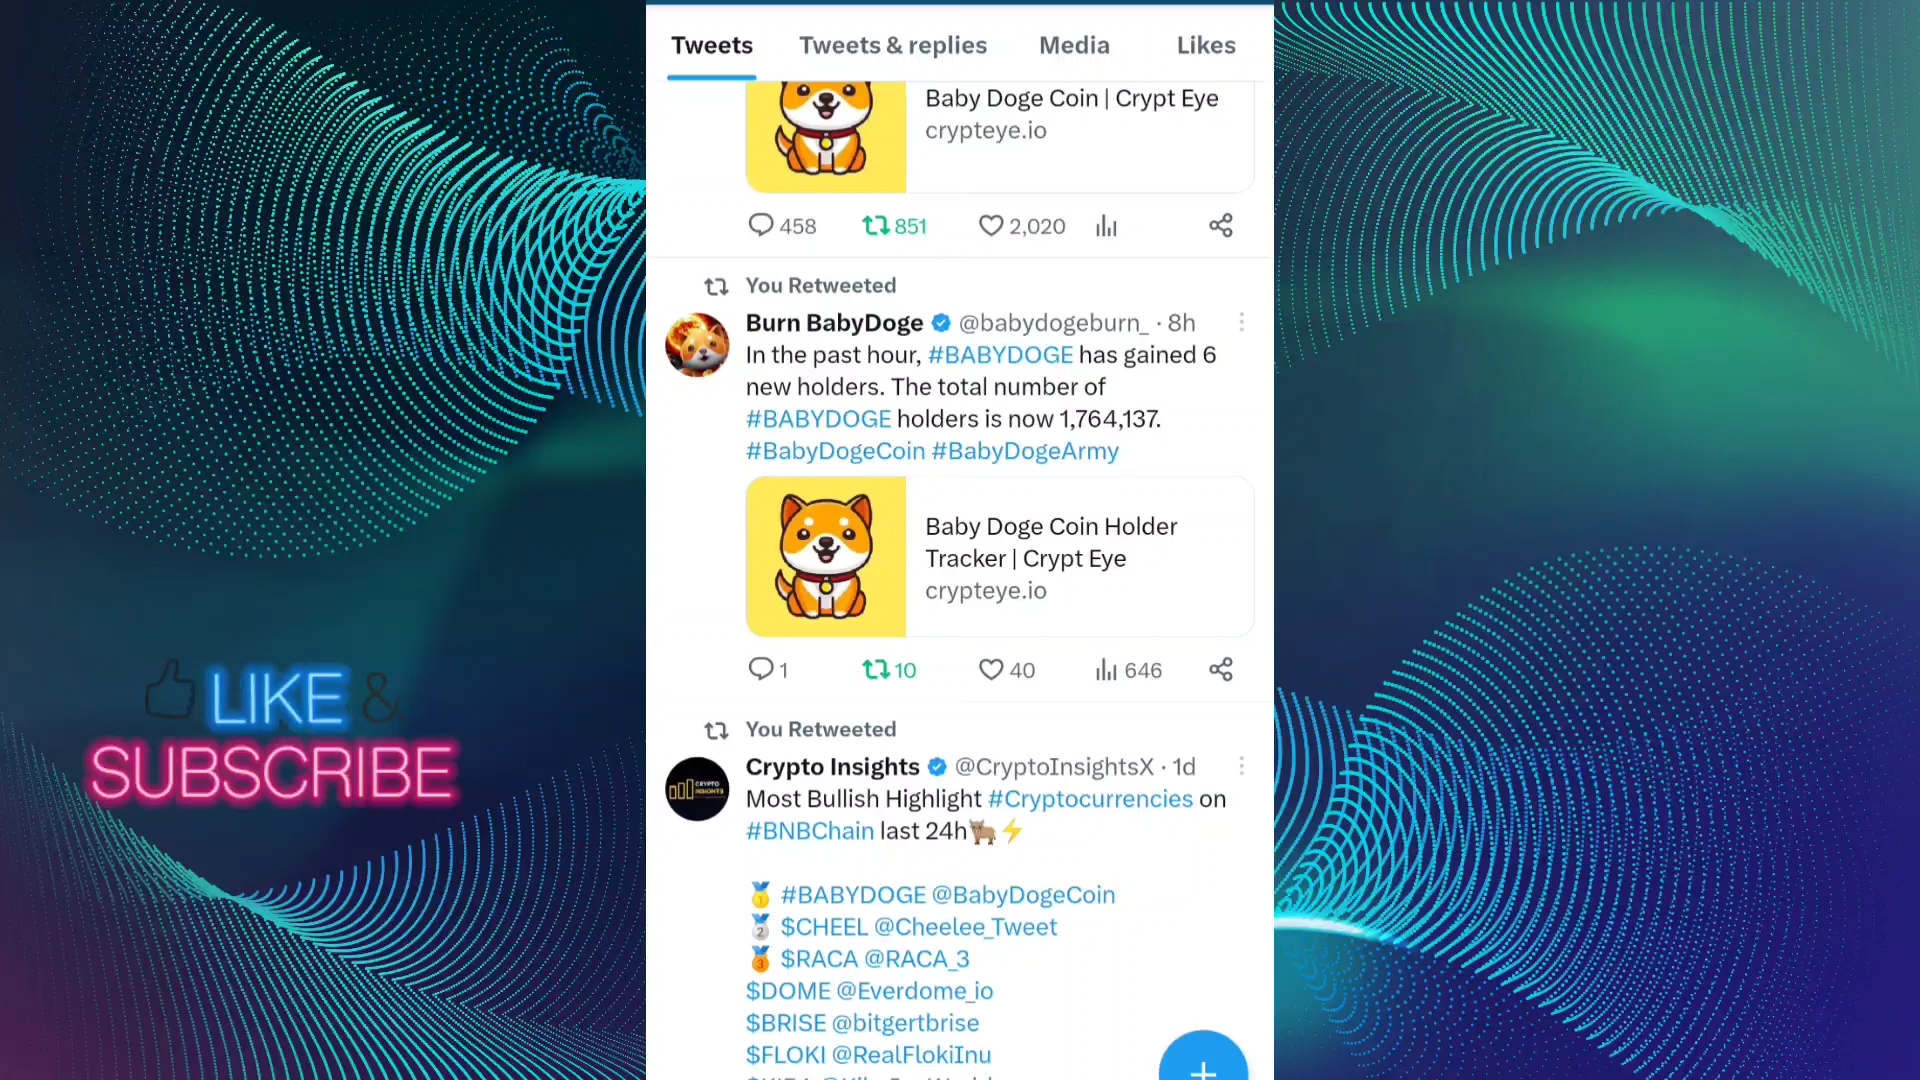 Tweets Tweets & replies Media Likes
Baby Doge Coin | Crypt Eye
crypteye.io
458 851 2,020
You Retweeted
Burn BabyDoge @babydogeburn_ · 8h
In the past hour, #BABYDOGE has gained 6
new holders. The total number of
#BABYDOGE holders is now 1,764,137.
#BabyDogeCoin #BabyDogeArmy
Baby Doge Coin Holder
Tracker | Crypt Eye
crypteye.io
1 10 40 646
You Retweeted
Crypto Insights @CryptoInsightsX · 1d
CRYPTO
INSIGHTS
Most Bullish Highlight #Cryptocurrencies on
#BNBChain last 24h🐂⚡
🥇 #BABYDOGE @BabyDogeCoin
🥈 $CHEEL @Cheelee_Tweet
🥉 $RACA @RACA_3
$DOME @Everdome_io
$BRISE @bitgertbrise
$FLOKI @RealFlokiInu
LIKE &
SUBSCRIBE